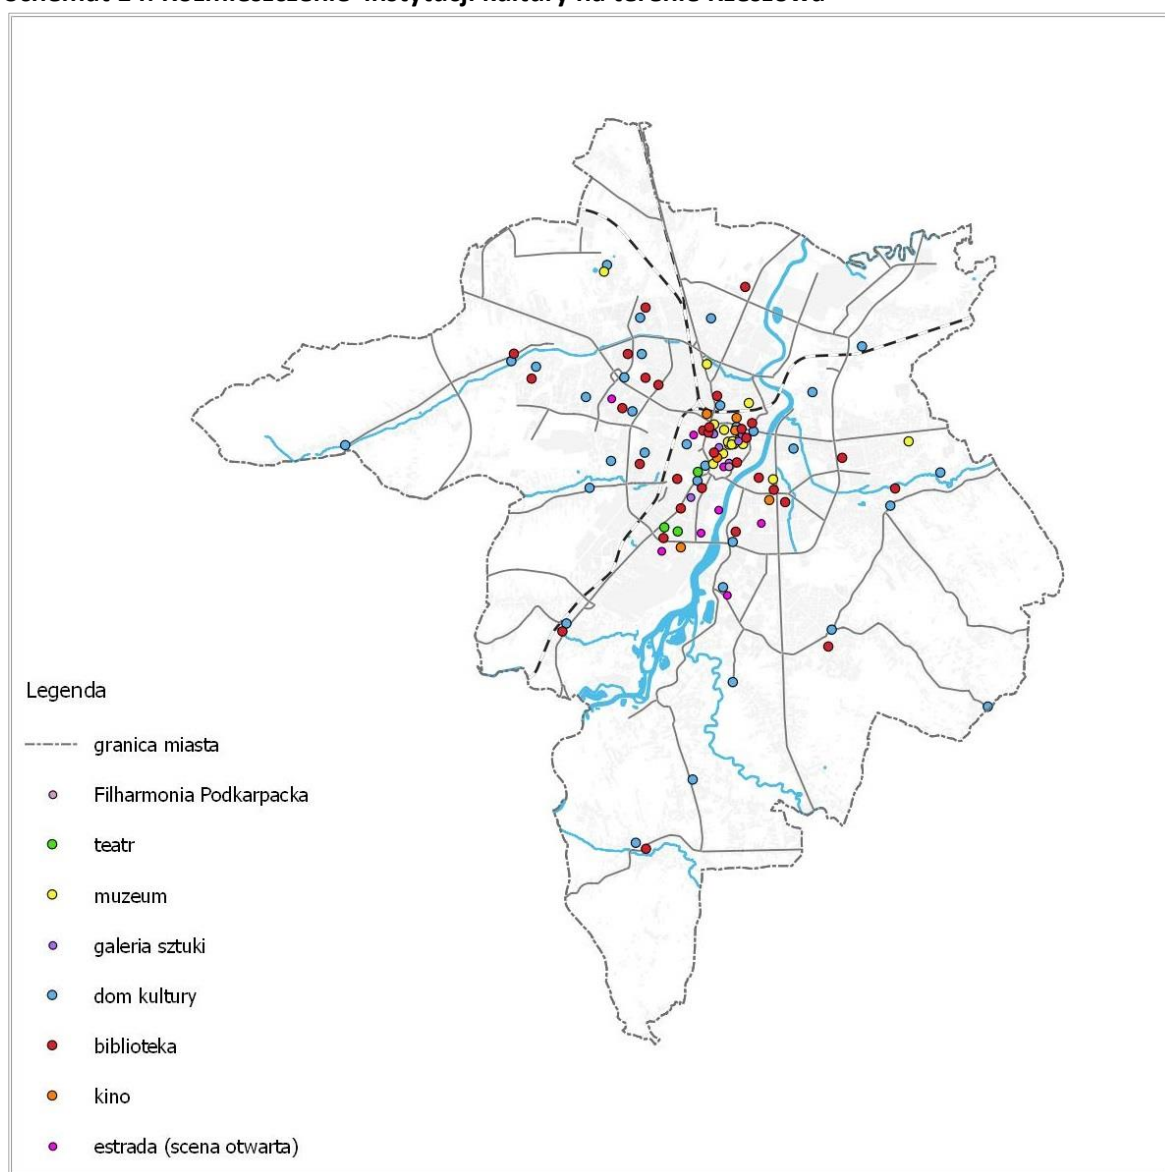 Legenda
granica miasta
Filharmonia Podkarpacka
teatr
muzeum
galeria sztuki
dom kultury
biblioteka
kino
estrada (scena otwarta)